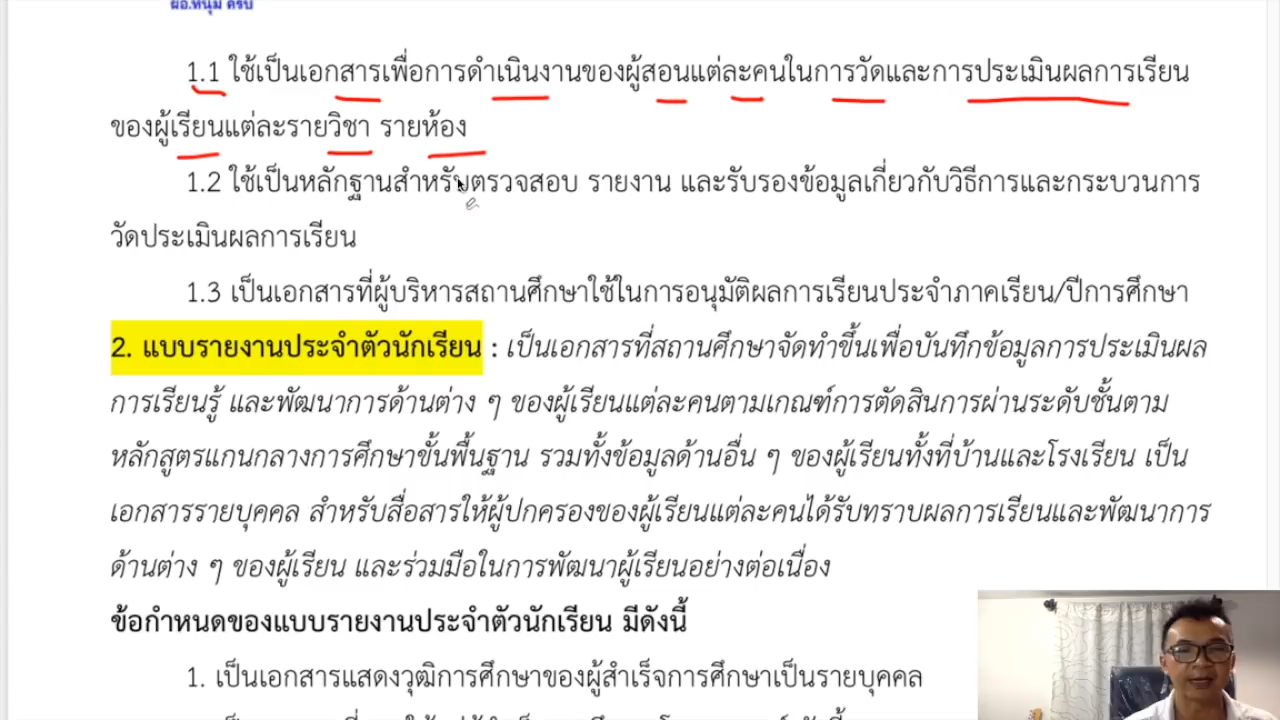 ผอ.หนุ่ม ครับ
1.1 ใช้เป็นเอกสารเพื่อการดำเนินงานของผู้สอนแต่ละคนในการวัดและการประเมินผลการเรียน
ของผู้เรียนแต่ละรายวิชา รายห้อง
1.2 ใช้เป็นหลักฐานสำหรับตรวจสอบ รายงาน และรับรองข้อมูลเกี่ยวกับวิธีการและกระบวนการ
วัดประเมินผลการเรียน
1.3 เป็นเอกสารที่ผู้บริหารสถานศึกษาใช้ในการอนุมัติผลการเรียนประจำภาคเรียน/ปีการศึกษา
2. แบบรายงานประจำตัวนักเรียน : เป็นเอกสารที่สถานศึกษาจัดทำขึ้นเพื่อบันทึกข้อมูลการประเมินผล
การเรียนรู้ และพัฒนาการด้านต่าง ๆ ของผู้เรียนแต่ละคนตามเกณฑ์การตัดสินการผ่านระดับชั้นตาม
หลักสูตรแกนกลางการศึกษาขั้นพื้นฐาน รวมทั้งข้อมูลด้านอื่น ๆ ของผู้เรียนทั้งที่บ้านและโรงเรียน เป็น
เอกสารรายบุคคล สำหรับสื่อสารให้ผู้ปกครองของผู้เรียนแต่ละคนได้รับทราบผลการเรียนและพัฒนาการ
ด้านต่าง ๆ ของผู้เรียน และร่วมมือในการพัฒนาผู้เรียนอย่างต่อเนื่อง
ข้อกำหนดของแบบรายงานประจำตัวนักเรียน มีดังนี้
1. เป็นเอกสารแสดงวุฒิการศึกษาของผู้สำเร็จการศึกษาเป็นรายบุคคล